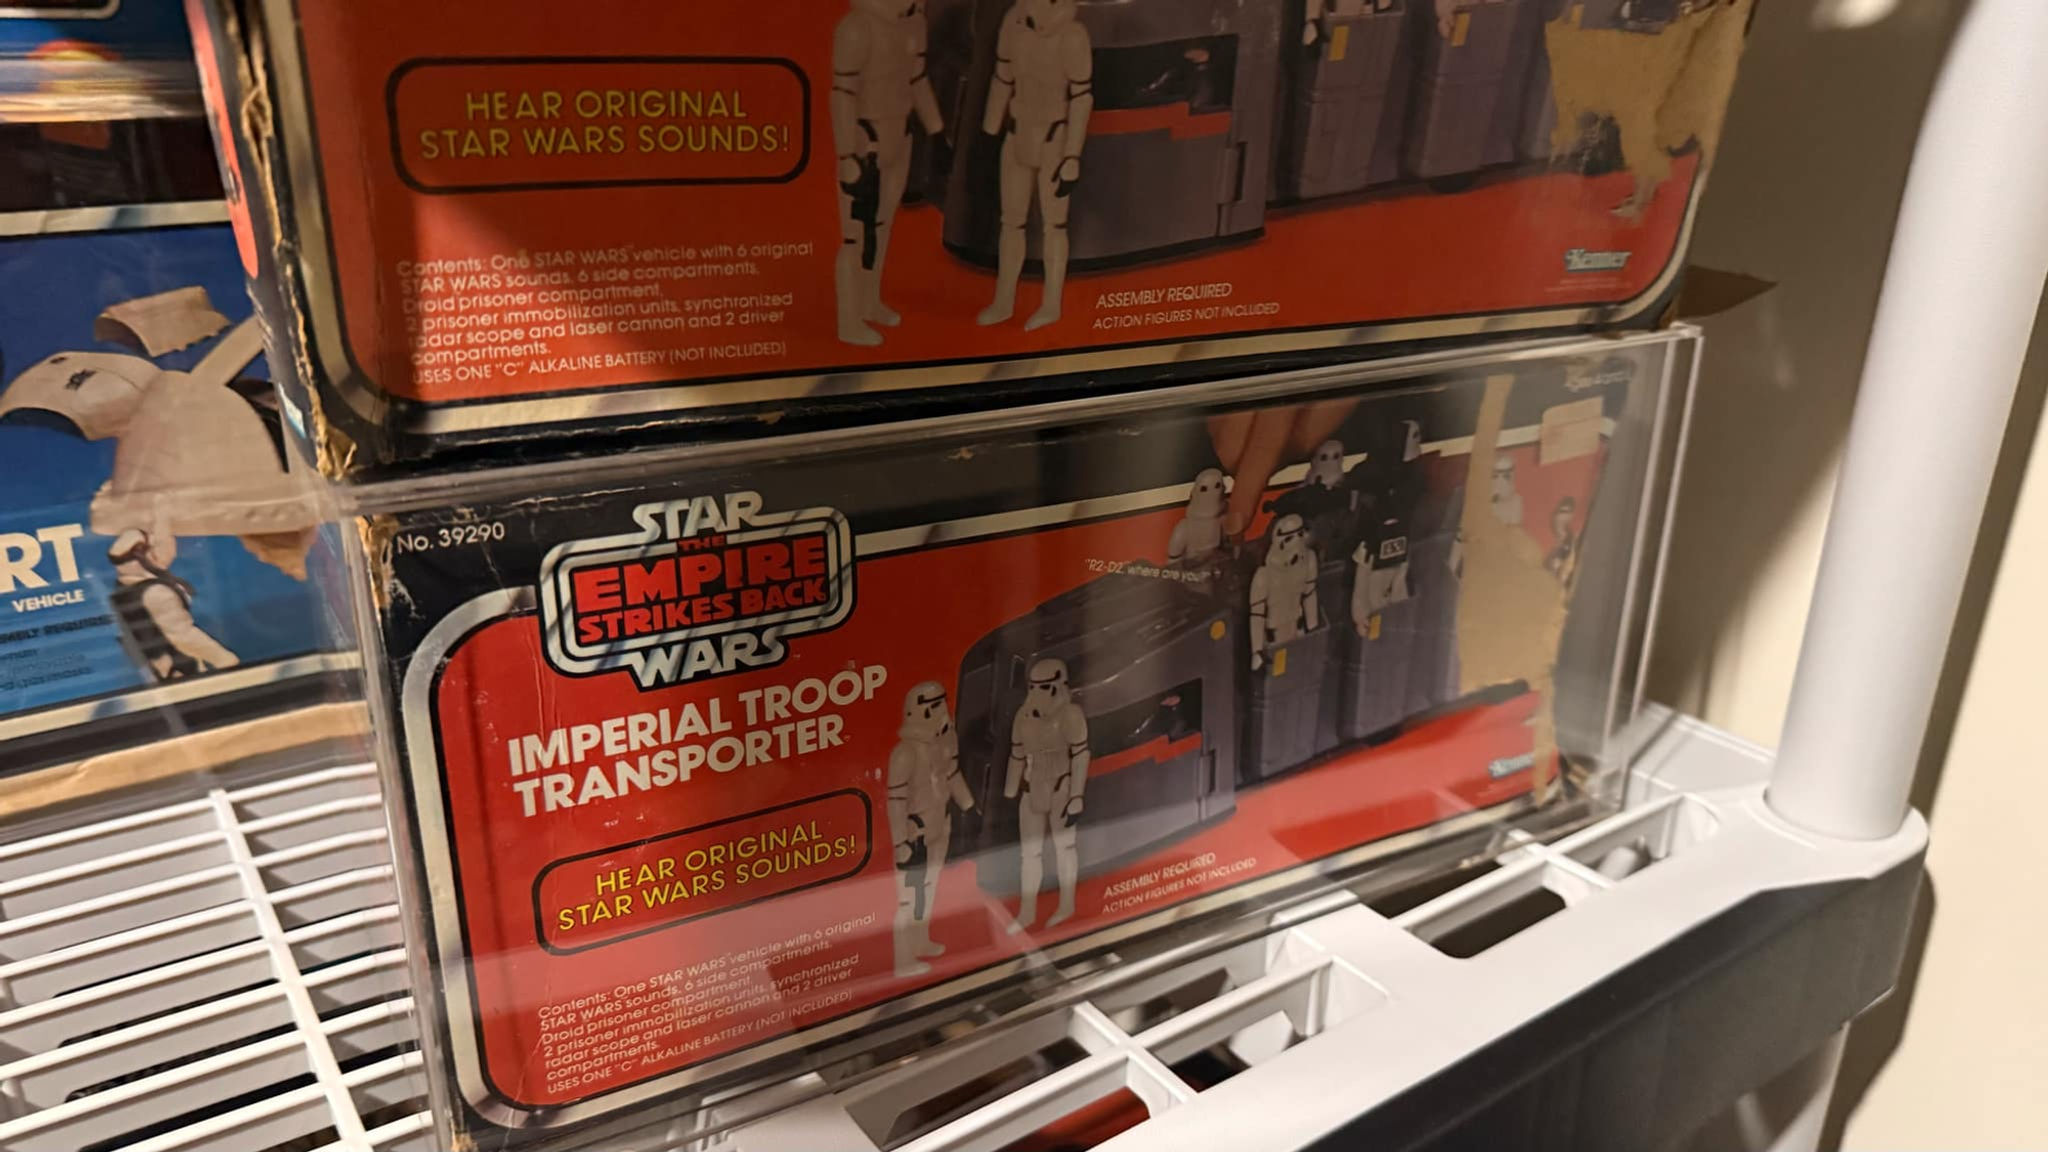 HEAR ORIGINAL
STAR WARS SOUNDS!
Contents: One STAR WARS vehicle with 6 original
STAR WARS sounds, 6 side compartments,
Droid prisoner compartment,
2 prisoner immobilization units, synchronized
radar scope and laser cannon and 2 driver
compartments.
USES ONE "C" ALKALINE BATTERY (NOT INCLUDED)
ASSEMBLY REQUIRED
ACTION FIGURES NOT INCLUDED
Kenner
RT
VEHICLE
No. 39290
STAR
THE
EMPIRE
STRIKES BACK
WARS
IMPERIAL TROOP
TRANSPORTER
"R2-D2, where are you
HEAR ORIGINAL
STAR WARS SOUNDS!
Contents: One STAR WARS vehicle with 6 original
STAR WARS sounds, 6 side compartments,
Droid prisoner compartment,
2 prisoner immobilization units, synchronized
radar scope and laser cannon and 2 driver
compartments.
USES ONE "C" ALKALINE BATTERY (NOT INCLUDED)
ASSEMBLY REQUIRED
ACTION FIGURES NOT INCLUDED
Kenner